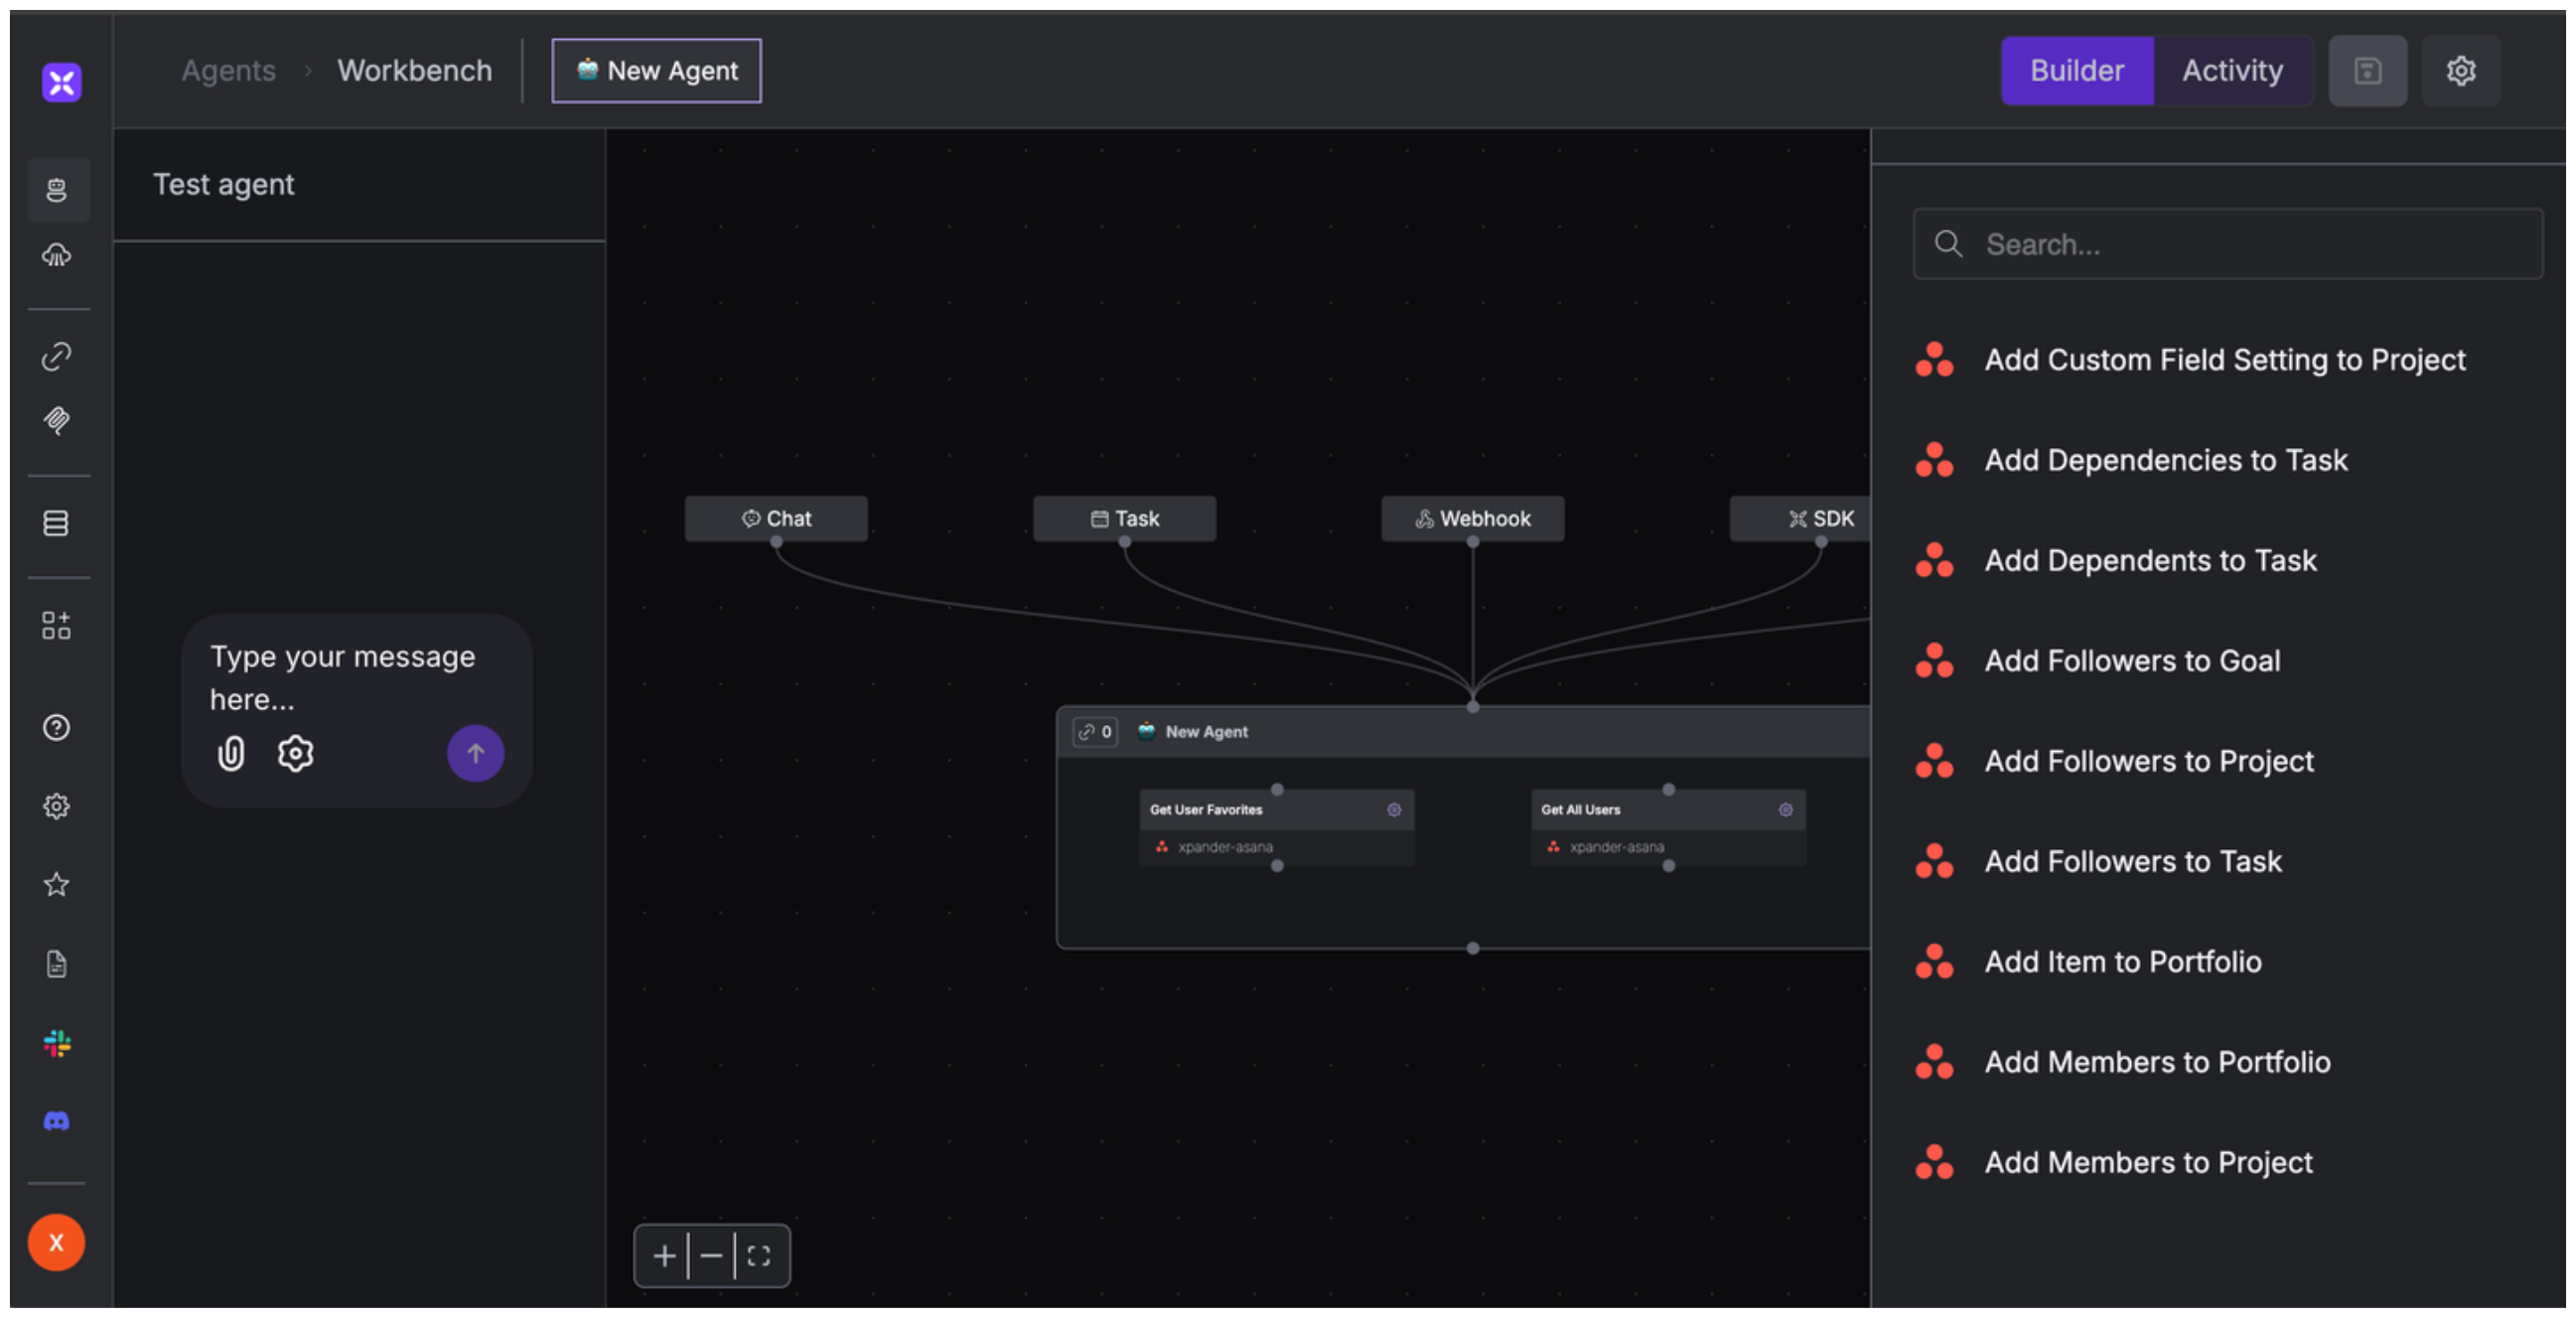 Agents › Workbench New Agent Builder Activity
Test agent
Type your message
here...
Chat Task Webhook SDK
0 New Agent
Get User Favorites
xpander-asana
Get All Users
xpander-asana
Search...
Add Custom Field Setting to Project
Add Dependencies to Task
Add Dependents to Task
Add Followers to Goal
Add Followers to Project
Add Followers to Task
Add Item to Portfolio
Add Members to Portfolio
Add Members to Project
X